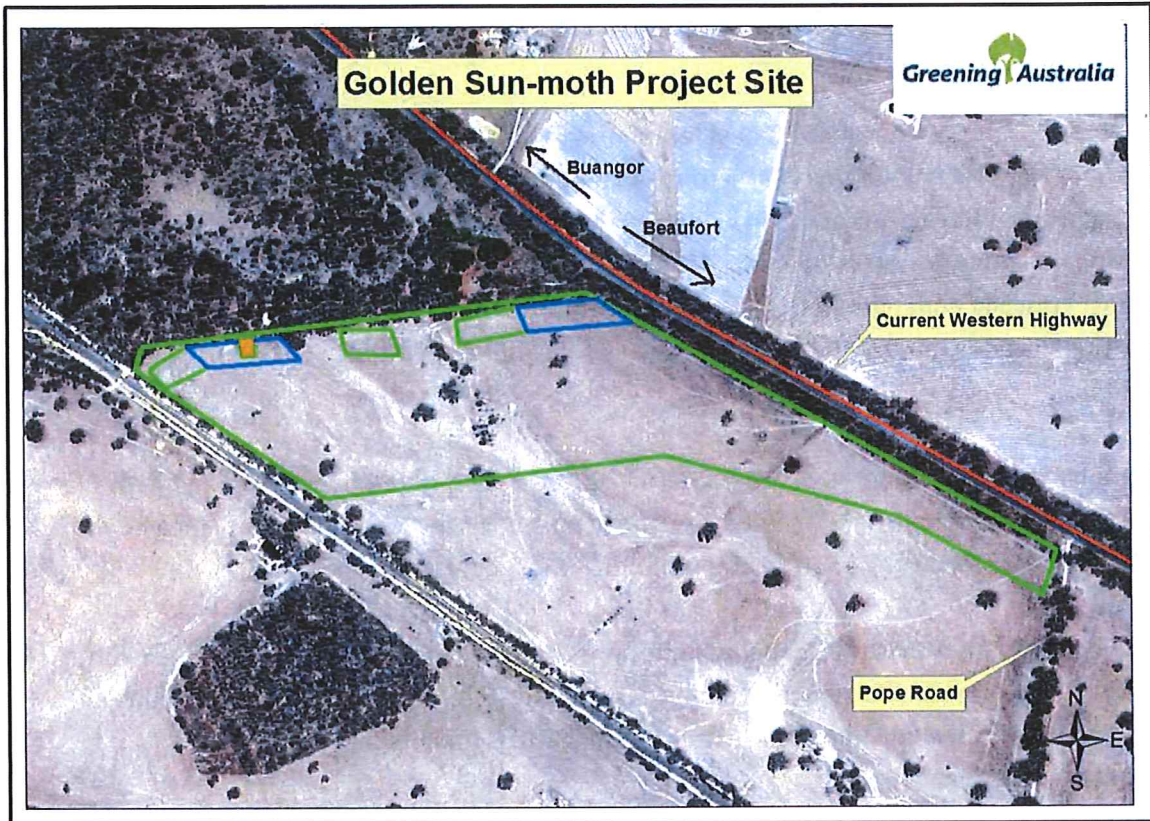 Golden Sun-moth Project Site
Greening Australia
Buangor
Beaufort
Current Western Highway
Pope Road
N
E
S